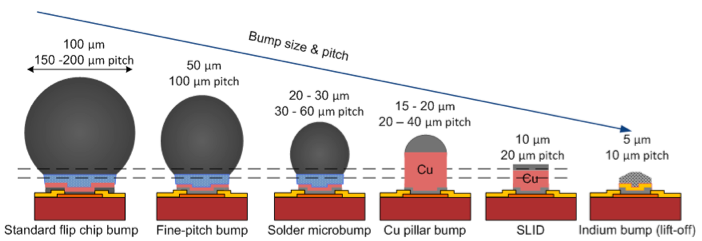 Bump size & pitch
100 µm
150 -200 µm pitch
50 µm
100 µm pitch
20 - 30 µm
30 - 60 µm pitch
15 - 20 µm
20 – 40 µm pitch
10 µm
20 µm pitch
5 µm
10 µm pitch
Cu
Cu
Standard flip chip bump
Fine-pitch bump
Solder microbump
Cu pillar bump
SLID
Indium bump (lift-off)